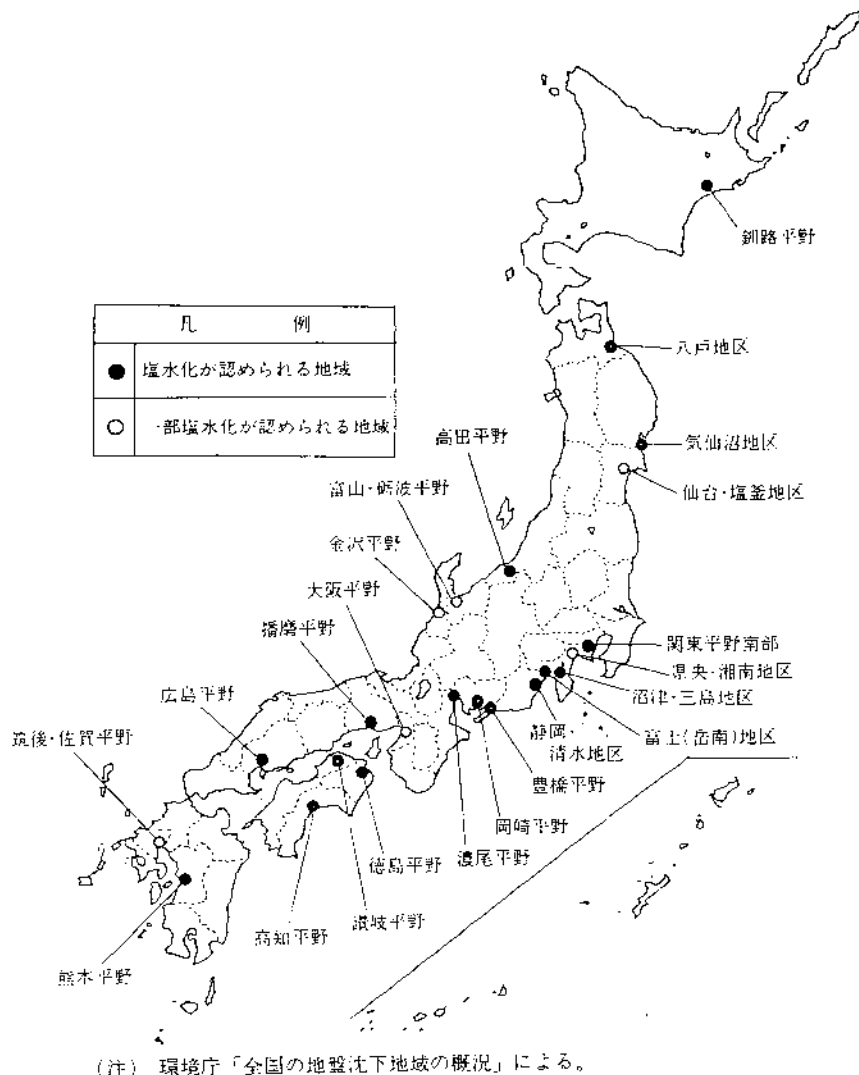 凡 例
塩水化が認められる地域
一部塩水化が認められる地域
釧路平野
八戸地区
気仙沼地区
仙台・塩釜地区
高田平野
富山・砺波平野
金沢平野
大阪平野
播磨平野
広島平野
筑後・佐賀平野
関東平野南部
県央・湘南地区
沼津・三島地区
富士(岳南)地区
静岡・清水地区
豊橋平野
岡崎平野
濃尾平野
徳島平野
讃岐平野
高知平野
熊本平野
(注) 環境庁「全国の地盤沈下地域の概況」による。